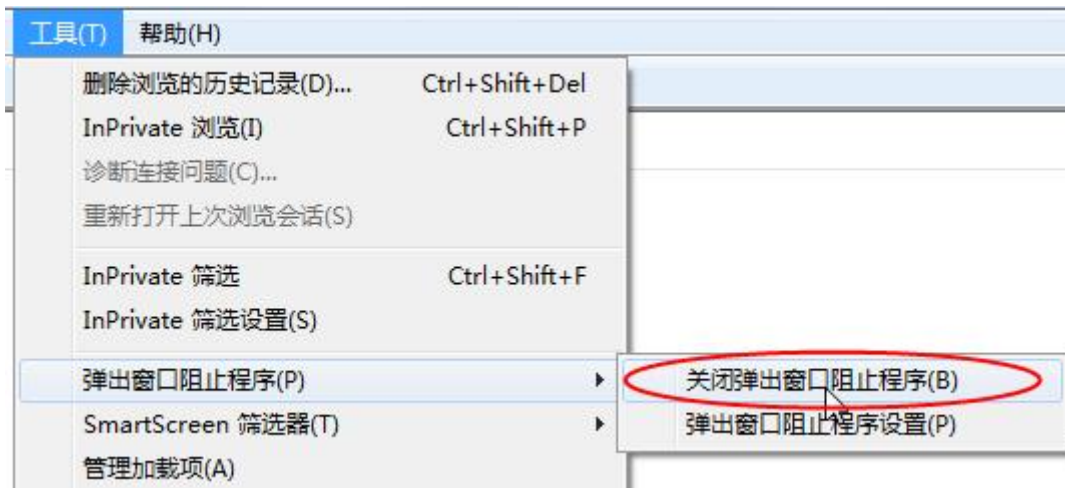 工具(T) 帮助(H)
删除浏览的历史记录(D)... Ctrl+Shift+Del
InPrivate 浏览(I) Ctrl+Shift+P
诊断连接问题(C)...
重新打开上次浏览会话(S)
InPrivate 筛选 Ctrl+Shift+F
InPrivate 筛选设置(S)
弹出窗口阻止程序(P) 关闭弹出窗口阻止程序(B)
SmartScreen 筛选器(T) 弹出窗口阻止程序设置(P)
管理加载项(A)